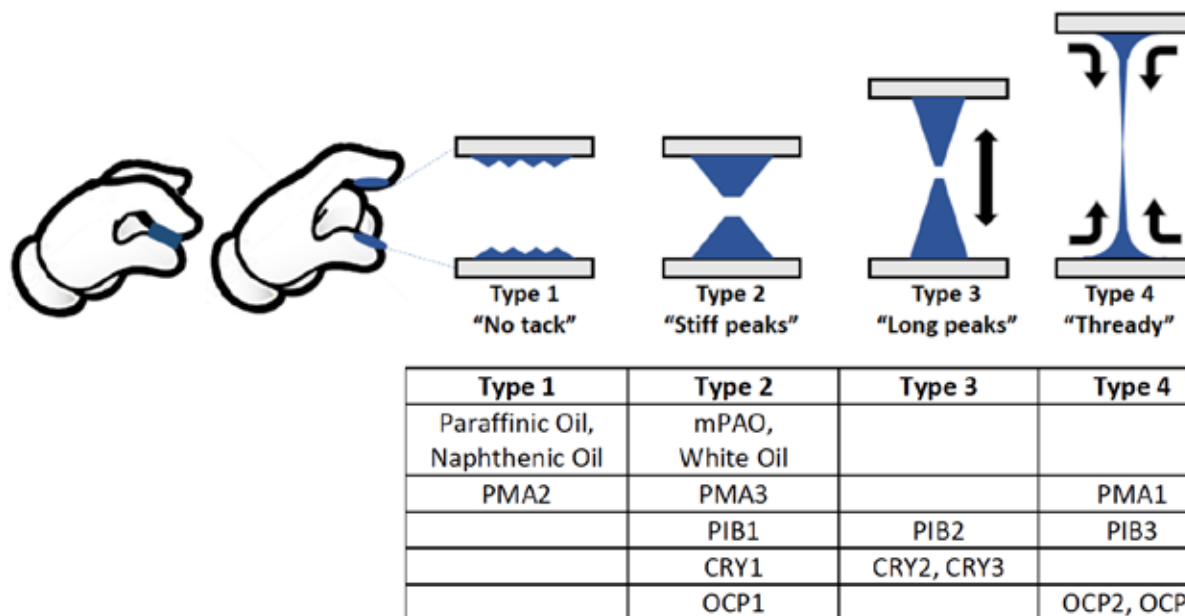 Type 1
"No tack"
Type 2
“Stiff peaks”
Type 3
“Long peaks”
Type 4
“Thready”
Type 1 Type 2 Type 3 Type 4
Paraffinic Oil, mPAO,
Naphthenic Oil White Oil
PMA2 PMA3 PMA1
PIB1 PIB2 PIB3
CRY1 CRY2, CRY3
OCP1 OCP2, OCP